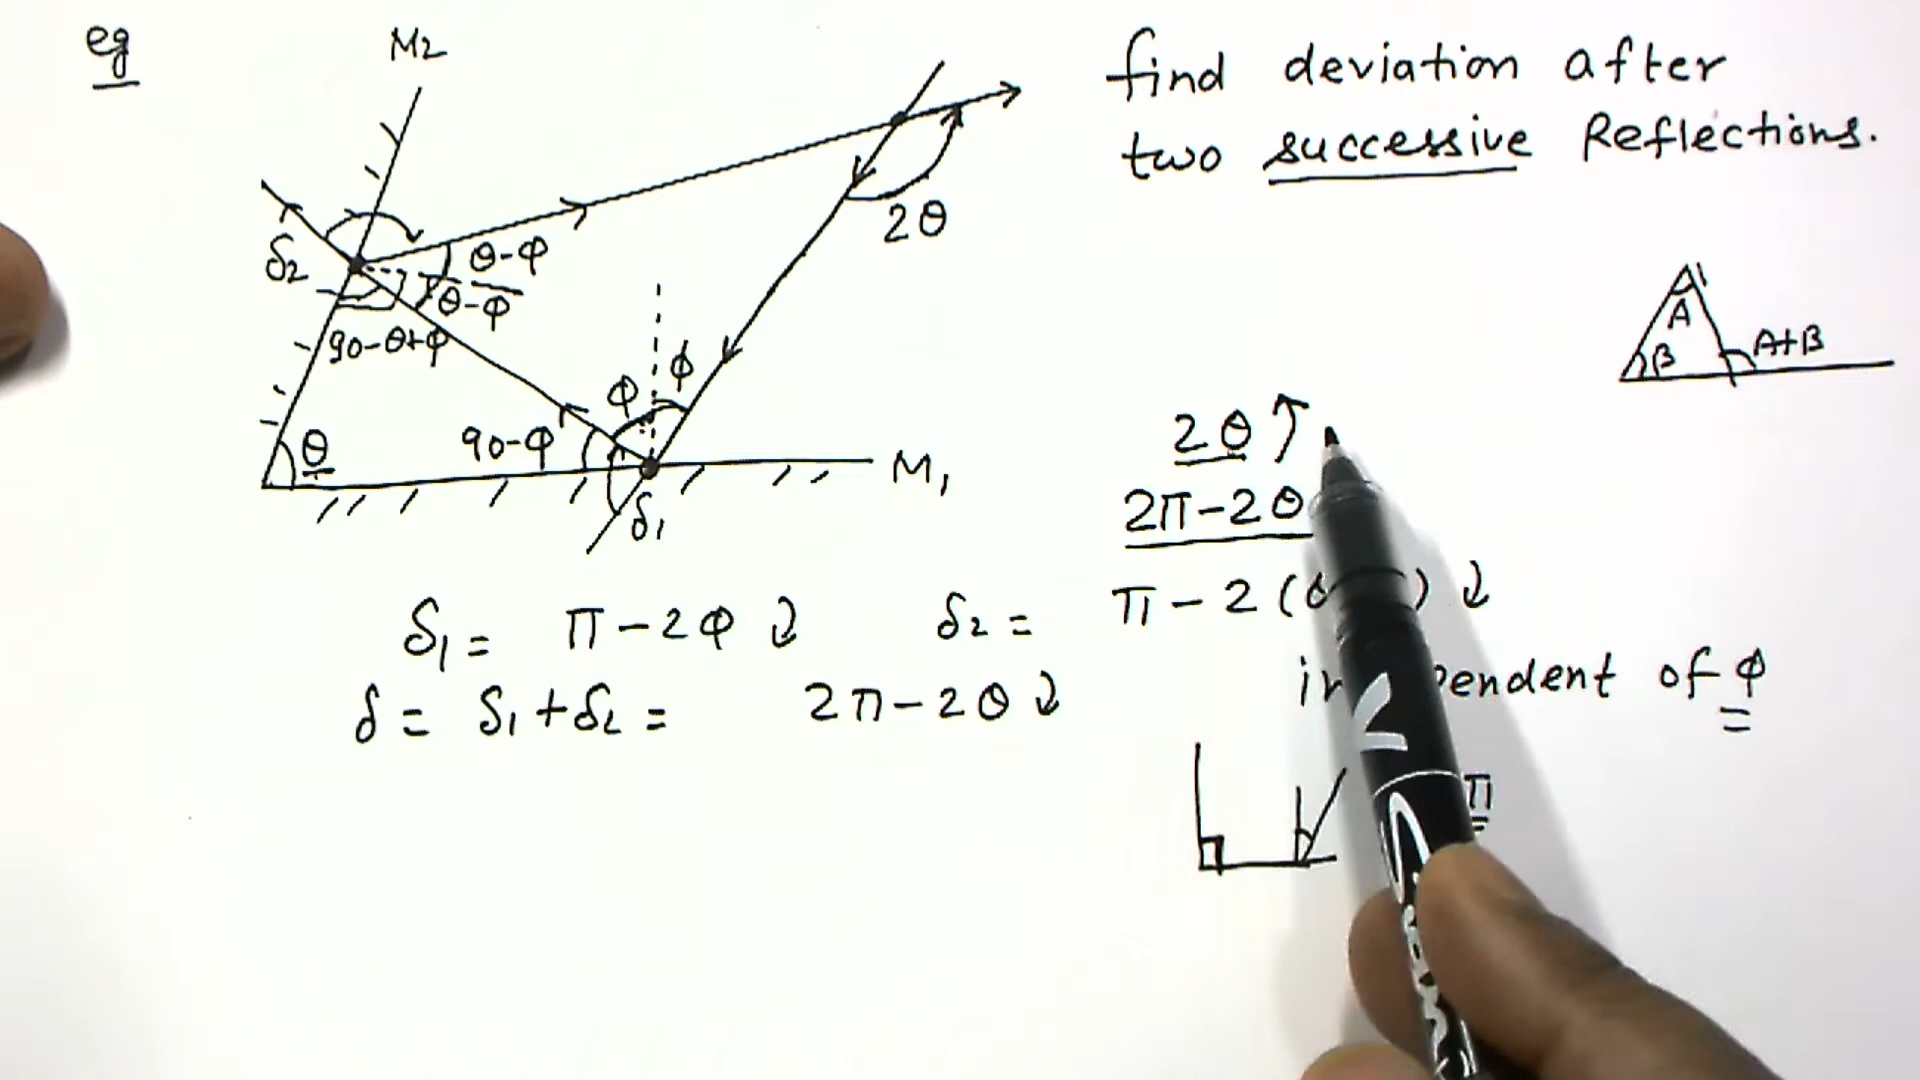 eg
M2
find deviation after
two successive Reflections.
2θ
δ2
θ-φ
θ-φ
90-θ+φ
A
B
A+B
φ
φ
θ
90-φ
M1
δ1
2θ ↑
2π-2θ
δ1 = π-2φ ↓ δ2 = π-2( ) ↓
independent of φ
δ = δ1+δ2 = 2π-2θ ↓
π